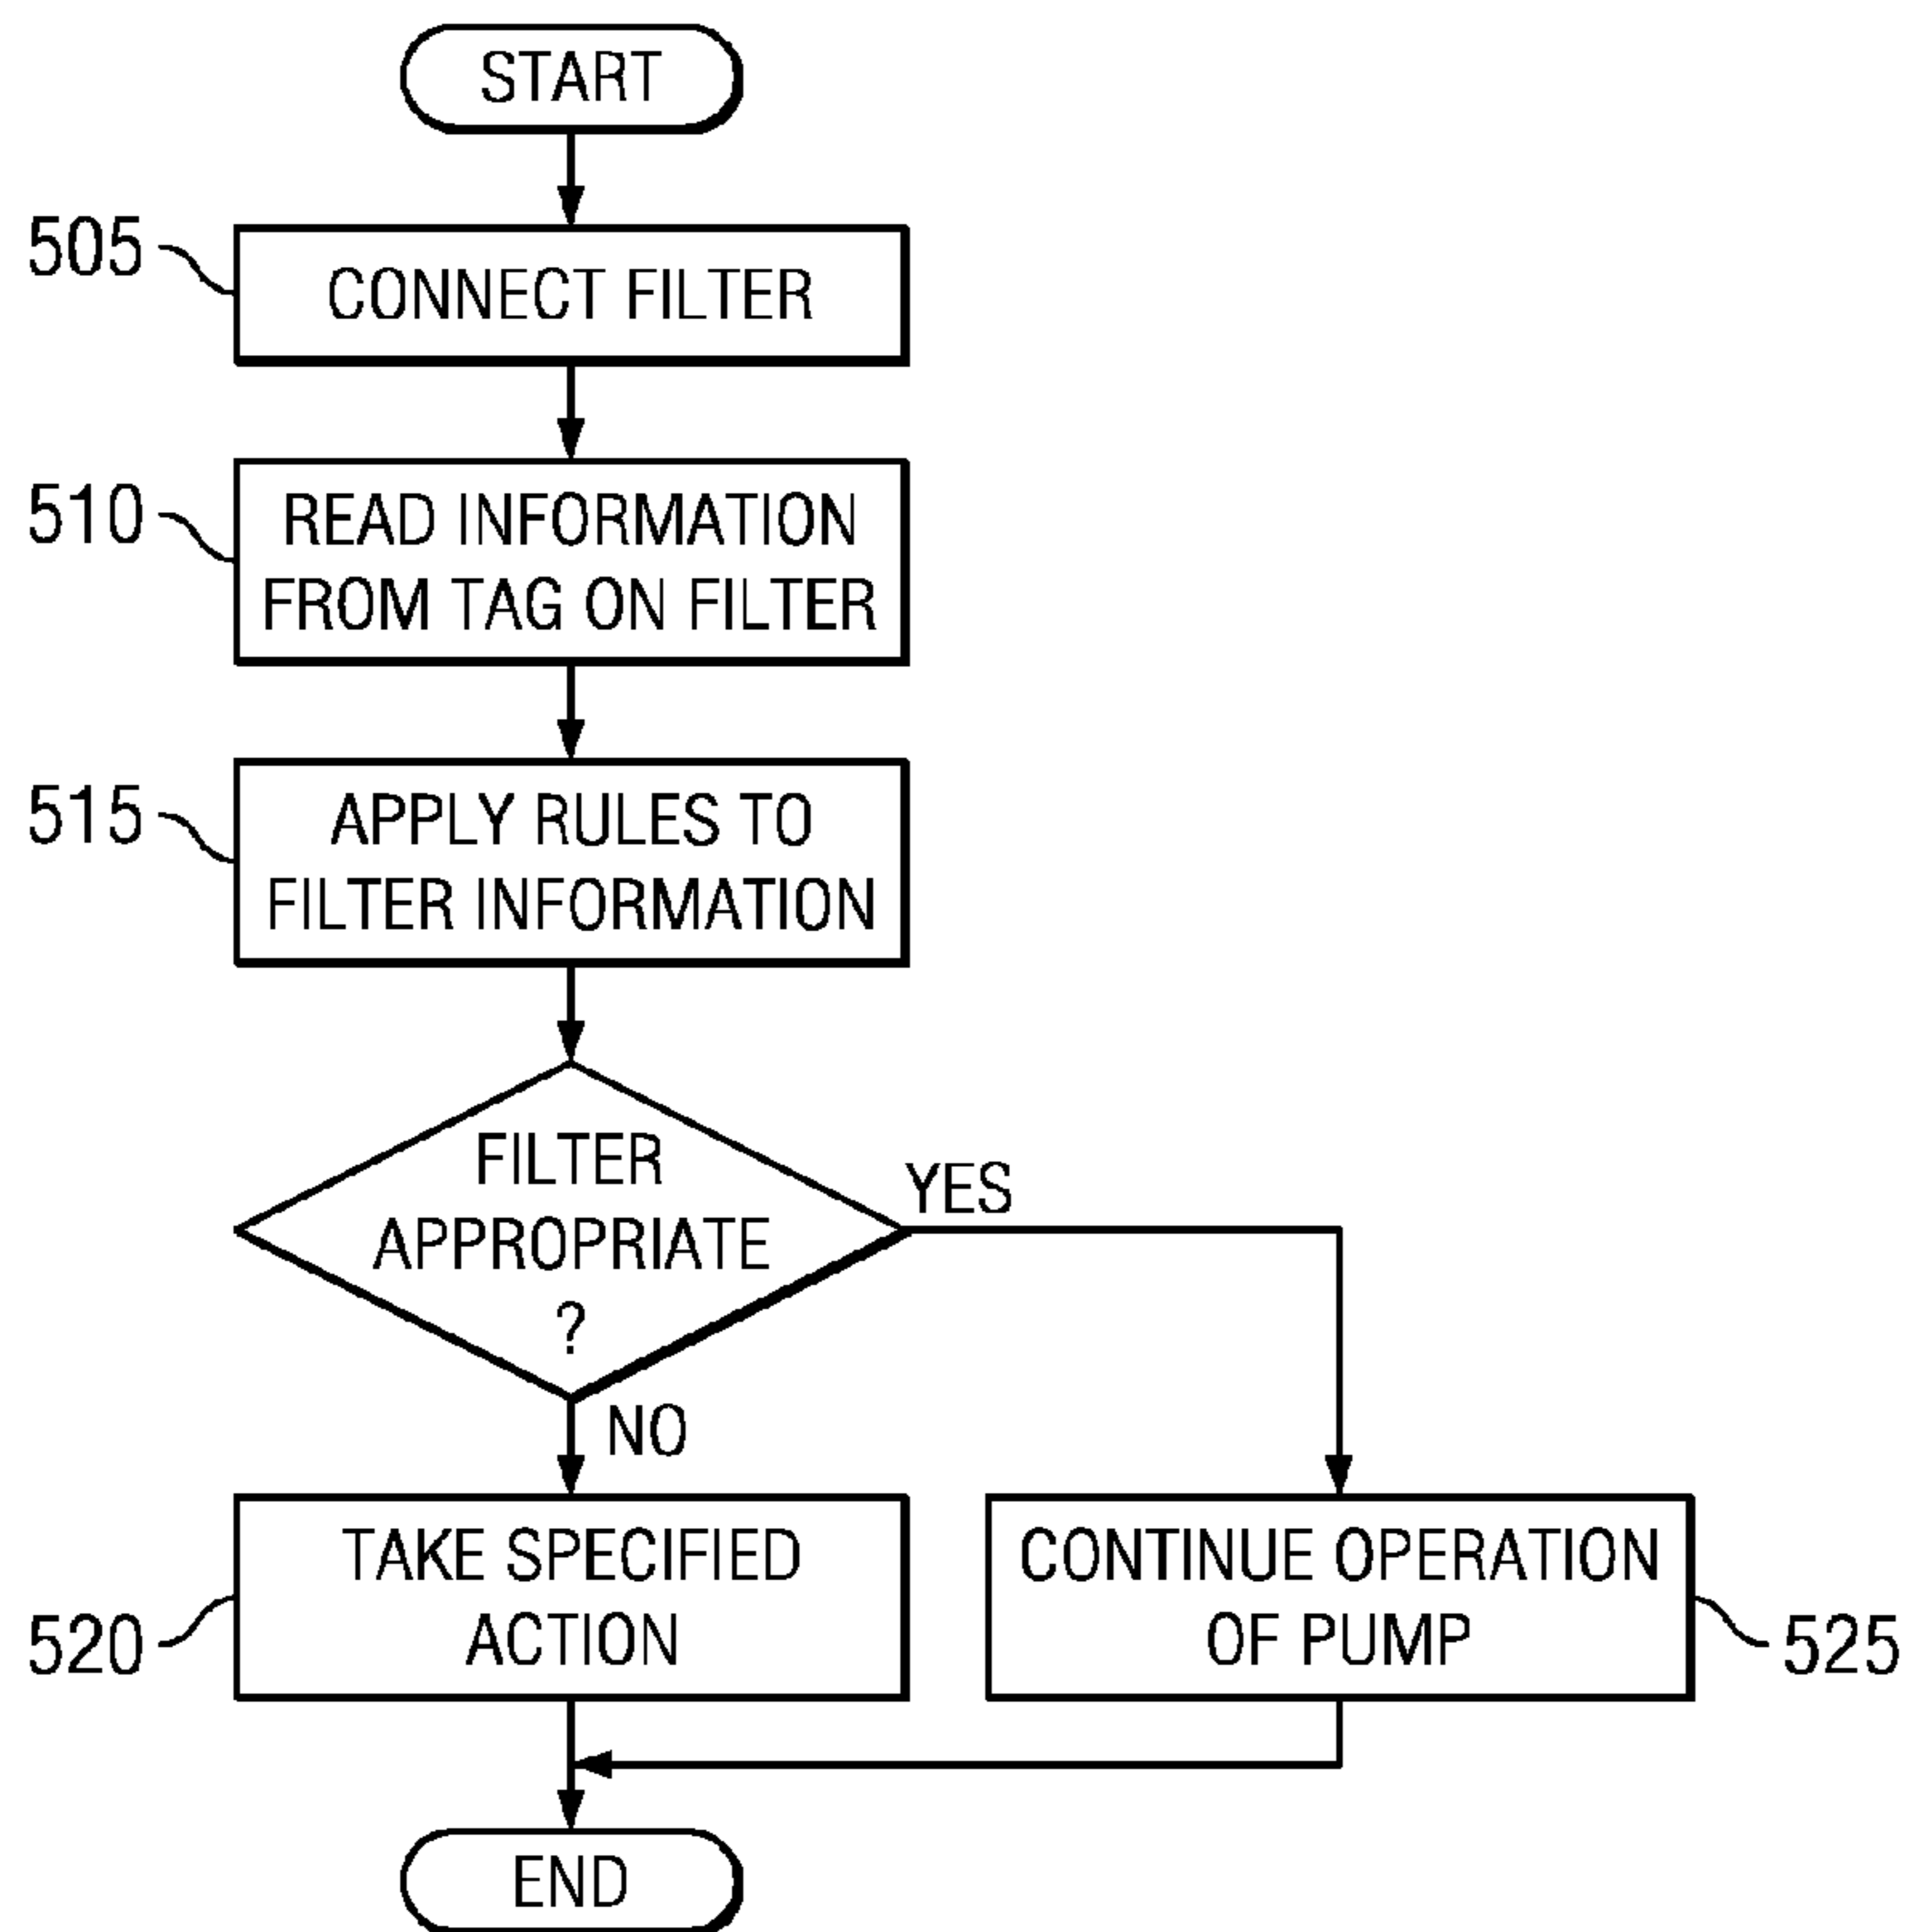 START
505
CONNECT FILTER
510
READ INFORMATION
FROM TAG ON FILTER
515
APPLY RULES TO
FILTER INFORMATION
FILTER
APPROPRIATE
?
YES
NO
520
TAKE SPECIFIED
ACTION
CONTINUE OPERATION
OF PUMP
525
END